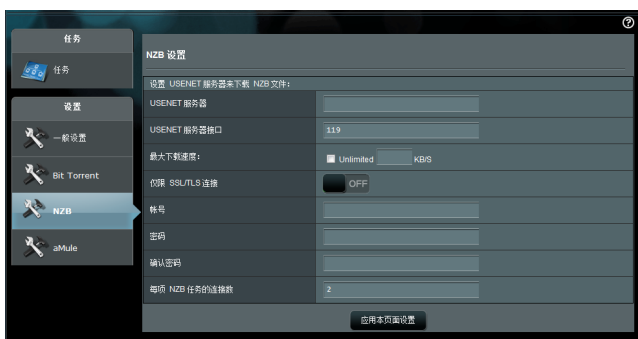 任务
任务
设置
一般设置
Bit Torrent
NZB
aMule
NZB 设置
设置 USENET 服务器来下载 NZB 文件:
USENET 服务器
USENET 服务器接口 119
最大下载速度: Unlimited KB/S
仅限 SSL/TLS 连接 OFF
帐号
密码
确认密码
每项 NZB 任务的连接数 2
应用本页面设置